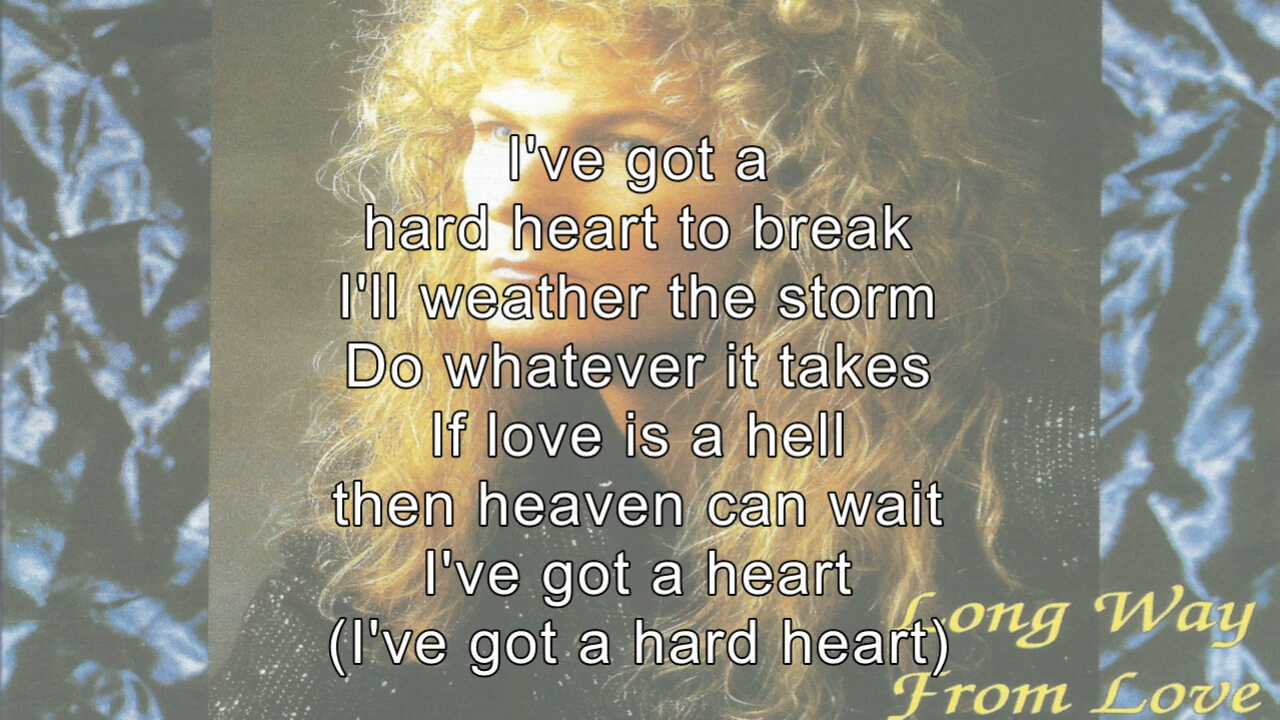 I've got a
hard heart to break
I'll weather the storm
Do whatever it takes
If love is a hell
then heaven can wait
I've got a heart
(I've got a hard heart)
Long Way
From Love